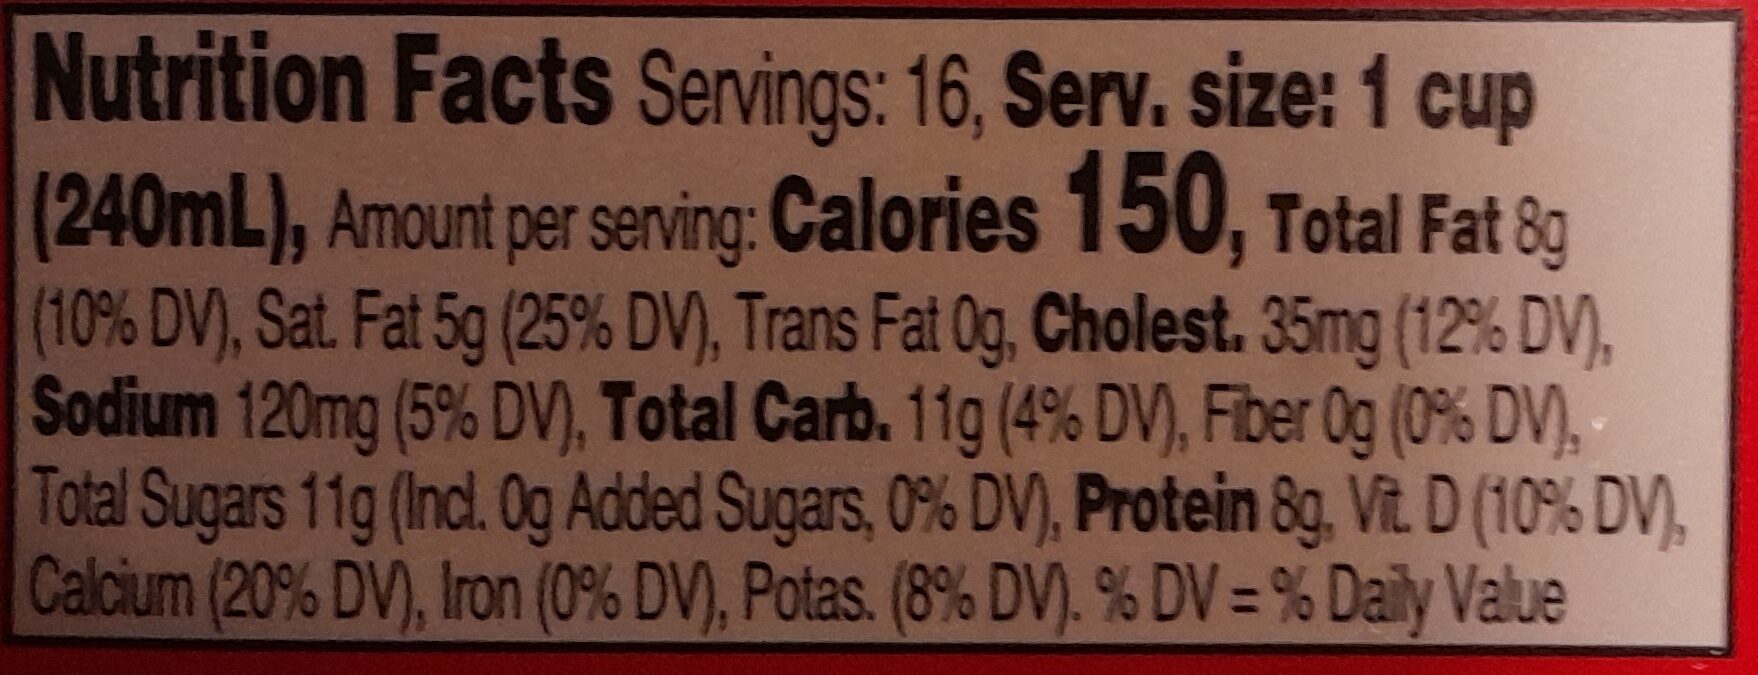 Nutrition Facts Servings: 16, Serv. size: 1 cup
(240mL), Amount per serving: Calories 150, Total Fat 8g
(10% DV), Sat. Fat 5g (25% DV), Trans Fat 0g, Cholest. 35mg (12% DV),
Sodium 120mg (5% DV), Total Carb. 11g (4% DV), Fiber 0g (0% DV),
Total Sugars 11g (Incl. 0g Added Sugars, 0% DV), Protein 8g, Vit. D (10% DV),
Calcium (20% DV), Iron (0% DV), Potas. (8% DV). % DV = % Daily Value